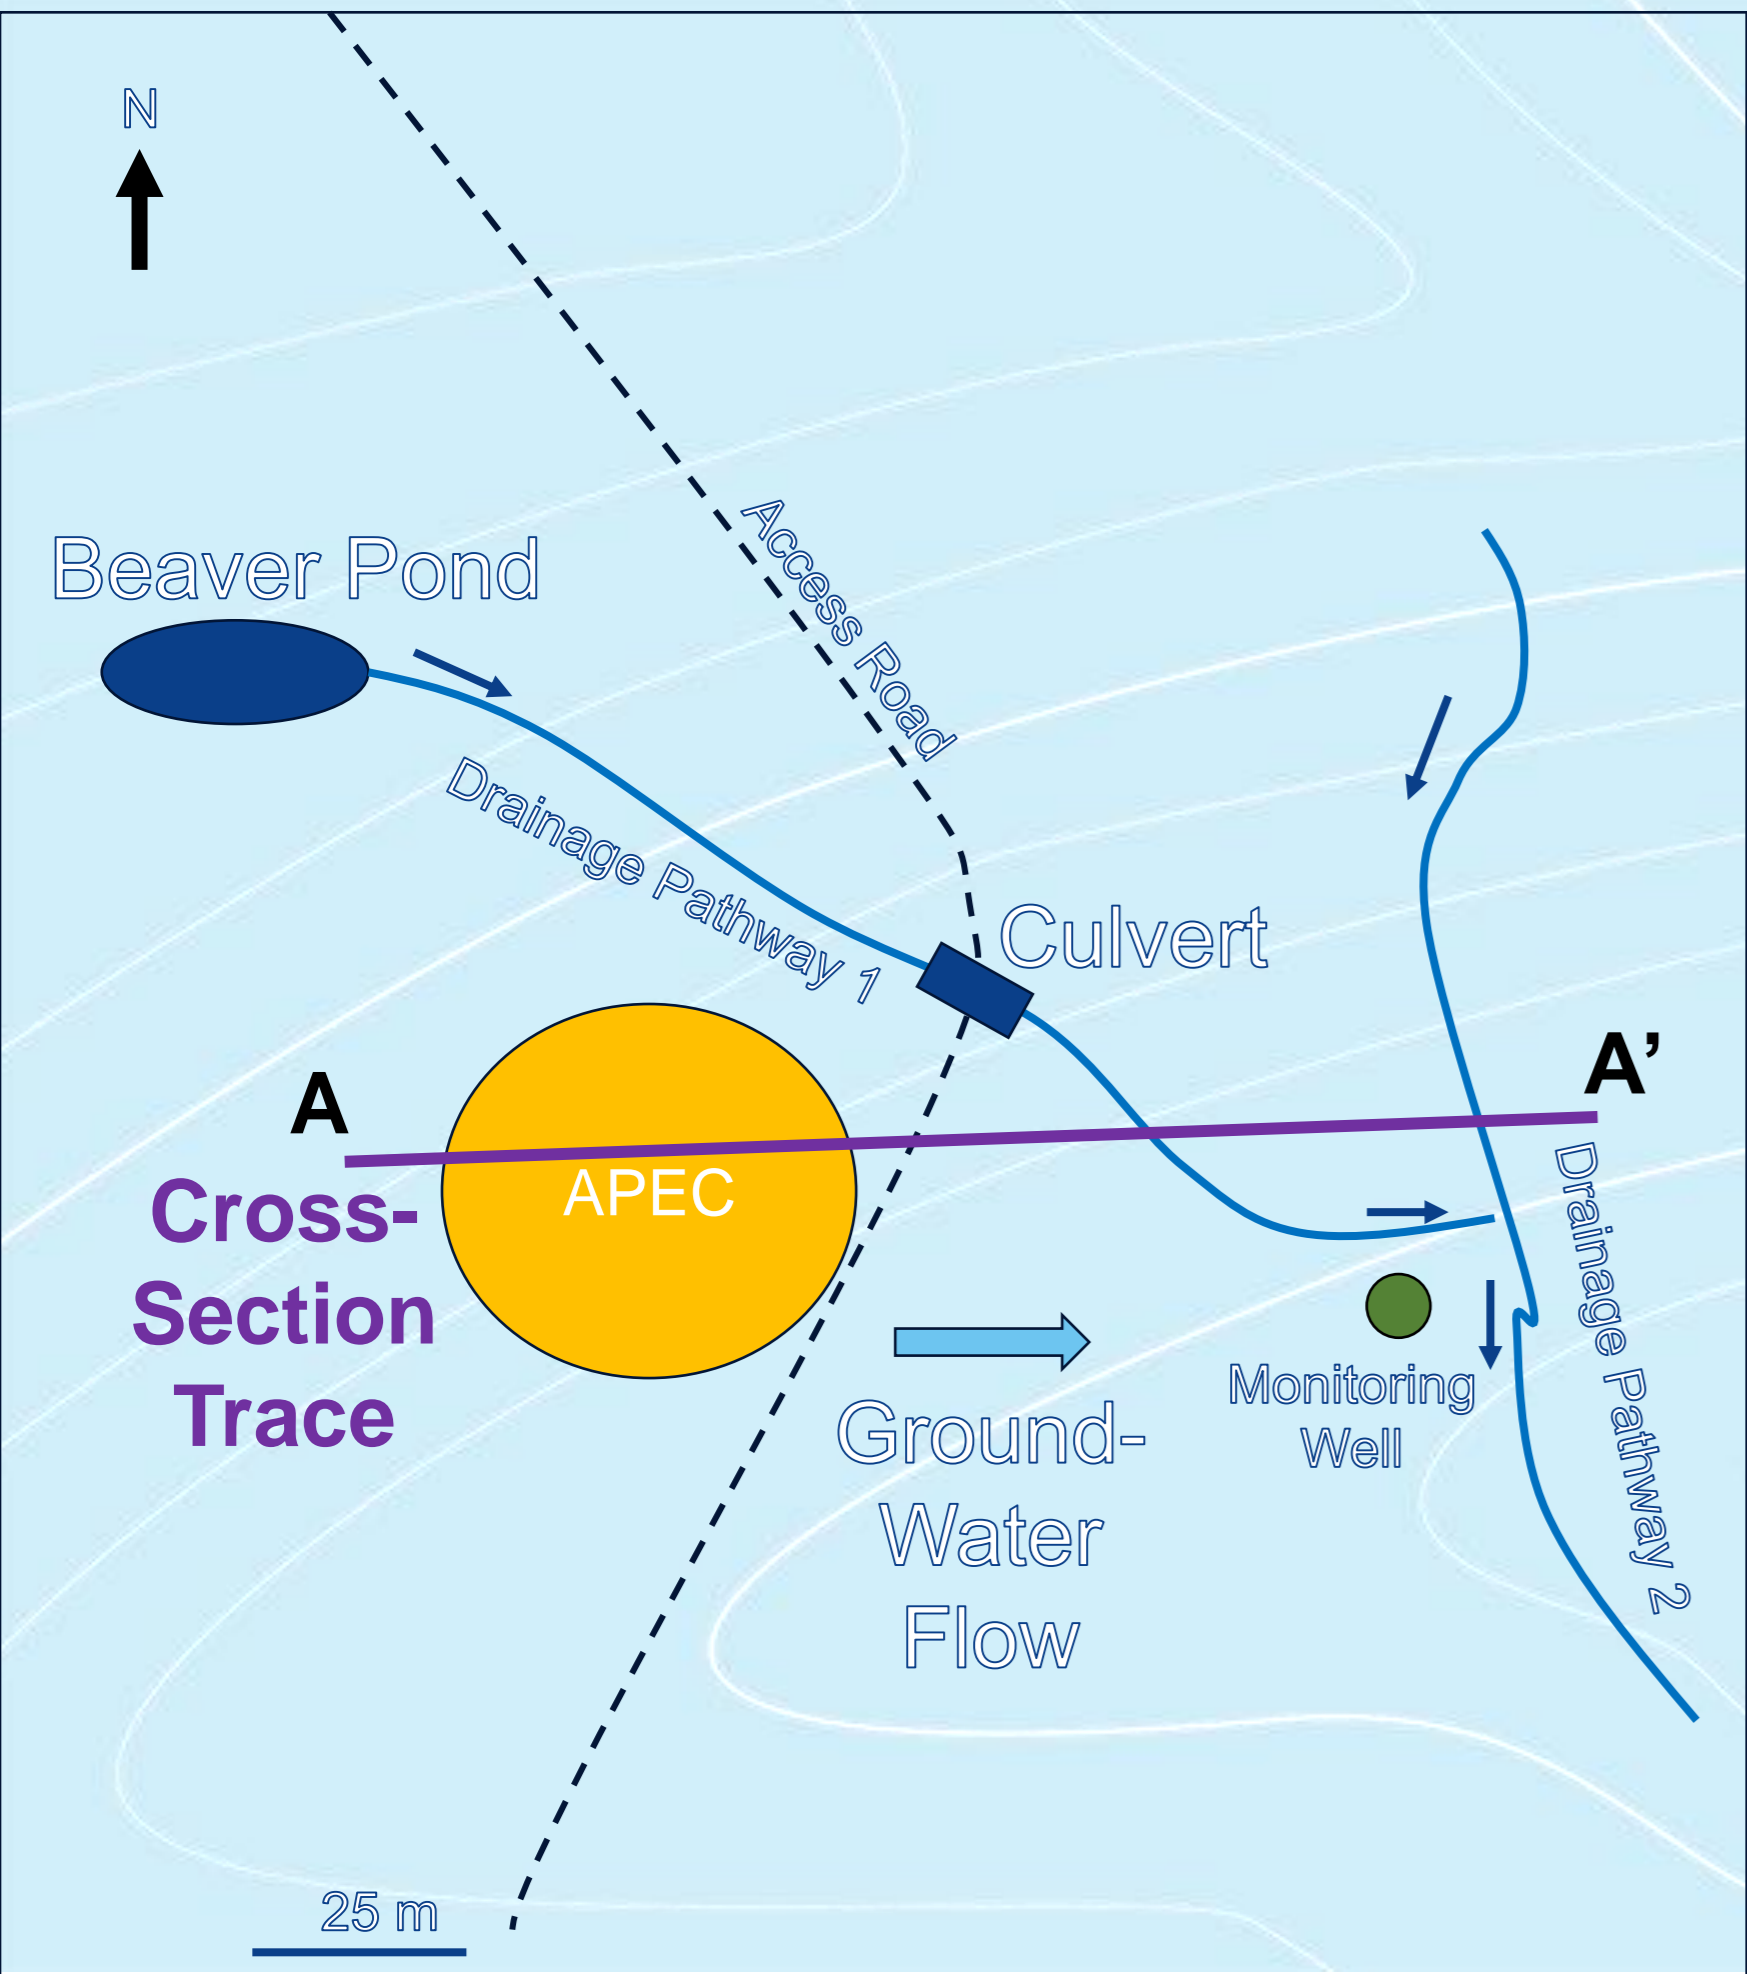 N
Access Road
Beaver Pond
Drainage Pathway 1
Culvert
A
A’
Cross-
Section
Trace
APEC
Drainage Pathway 2
Ground-
Water
Flow
Monitoring
Well
25 m